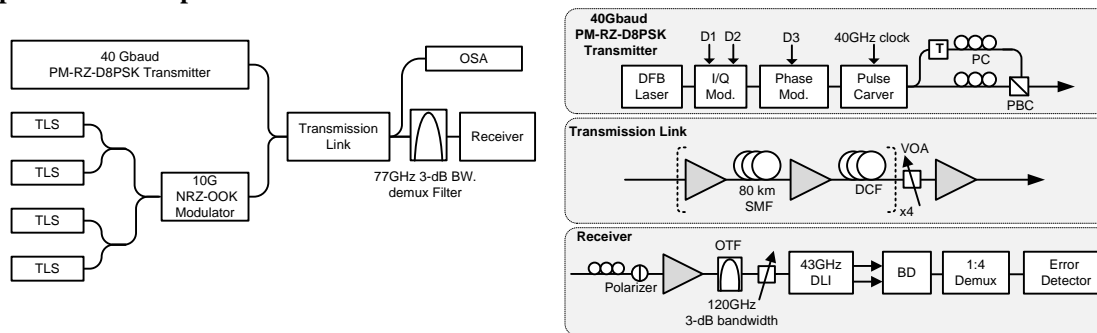 40 Gbaud
PM-RZ-D8PSK Transmitter
TLS
TLS
TLS
TLS
10G
NRZ-OOK
Modulator
Transmission
Link
OSA
Receiver
77GHz 3-dB BW.
demux Filter
40Gbaud
PM-RZ-D8PSK
Transmitter
D1
D2
D3
40GHz clock
DFB
Laser
I/Q
Mod.
Phase
Mod.
Pulse
Carver
T
PC
PBC
Transmission Link
80 km
SMF
DCF
VOA
x4
Receiver
Polarizer
OTF
120GHz
3-dB bandwidth
43GHz
DLI
BD
1:4
Demux
Error
Detector